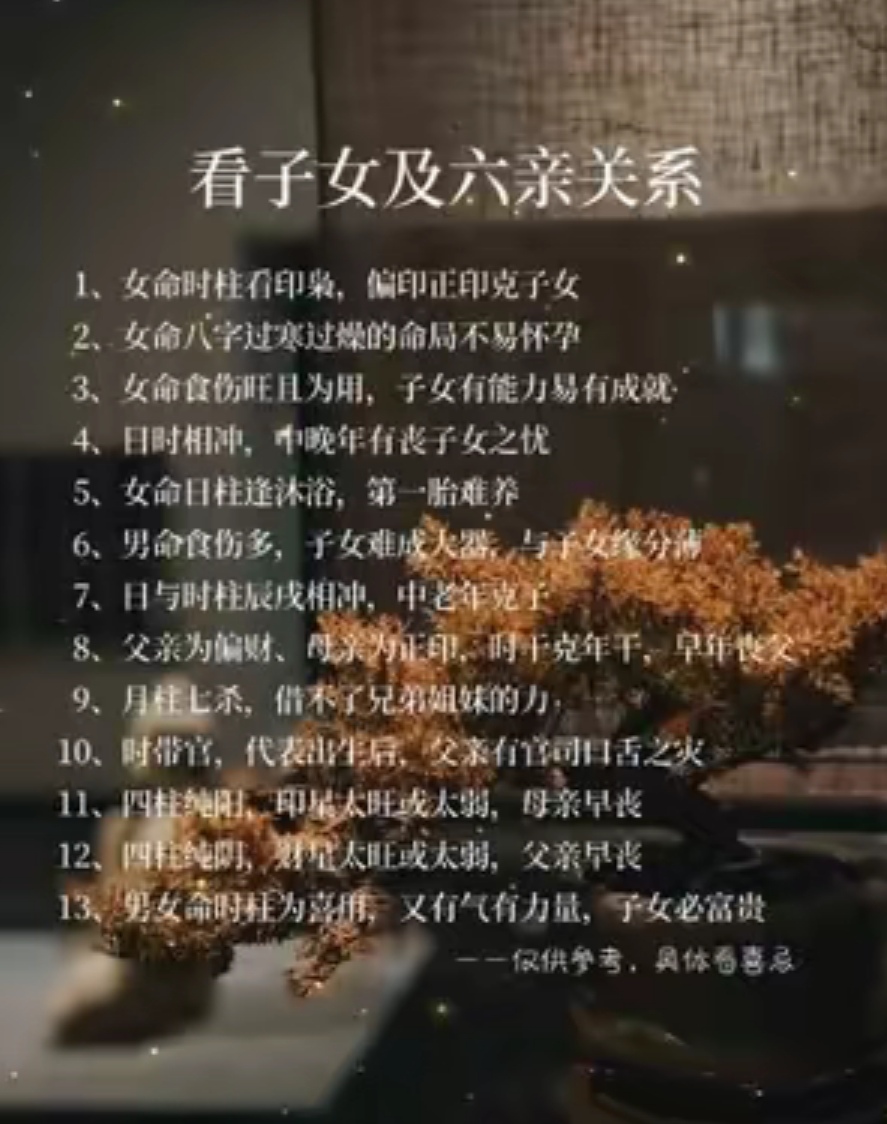 看子女及六亲关系
1、女命时柱看印枭，偏印正印克子女
2、女命八字过寒过燥的命局不易怀孕
3、女命食伤旺且为用，子女有能力易有成就
4、日时相冲，中晚年有丧子女之忧
5、女命日柱逢沐浴，第一胎难养
6、男命食伤多，子女难成大器，与子女缘分薄
7、日与时柱辰戌相冲，中老年克子
8、父亲为偏财、母亲为正印，时干克年干，早年丧父
9、月柱七杀，借不了兄弟姐妹的力
10、时带官，代表出生后，父亲有官司口舌之灾
11、四柱纯阳，印星太旺或太弱，母亲早丧
12、四柱纯阴，财星太旺或太弱，父亲早丧
13、男女命时柱为喜用，又有气有力量，子女必富贵
——仅供参考，具体看喜忌